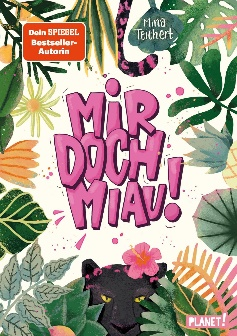 Dein SPIEGEL
Bestseller-
Autorin
Mina
Teichert
MiR
DOCH
MiAU!
PLANET!